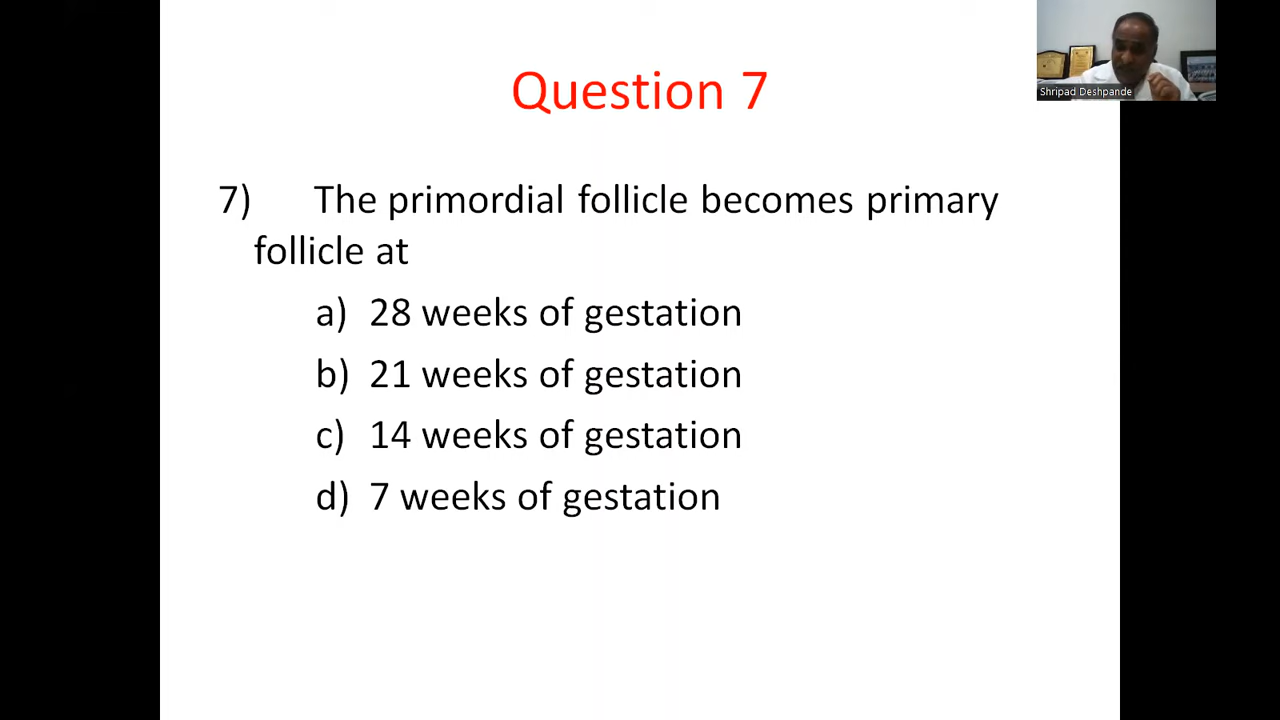 Question 7
Shripad Deshpande
7) The primordial follicle becomes primary
follicle at
a) 28 weeks of gestation
b) 21 weeks of gestation
c) 14 weeks of gestation
d) 7 weeks of gestation